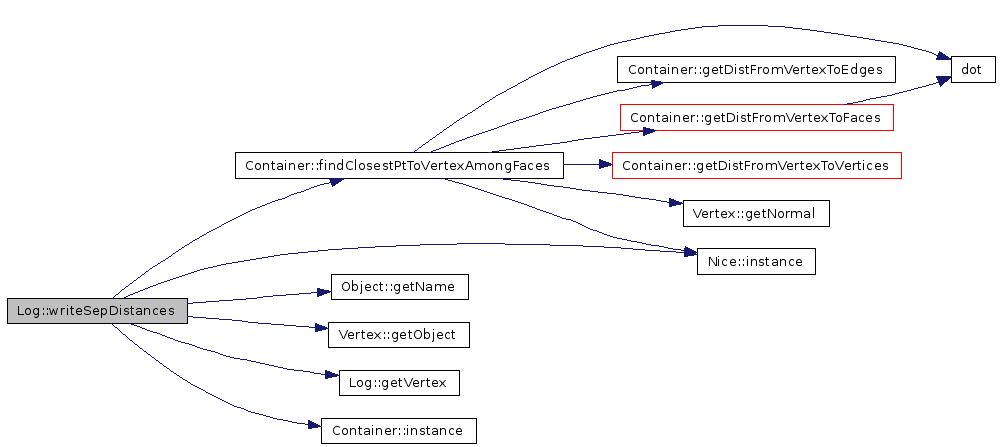 Container::getDistFromVertexToEdges
dot
Container::getDistFromVertexToFaces
Container::findClosestPtToVertexAmongFaces
Container::getDistFromVertexToVertices
Vertex::getNormal
Nice::instance
Object::getName
Log::writeSepDistances
Vertex::getObject
Log::getVertex
Container::instance